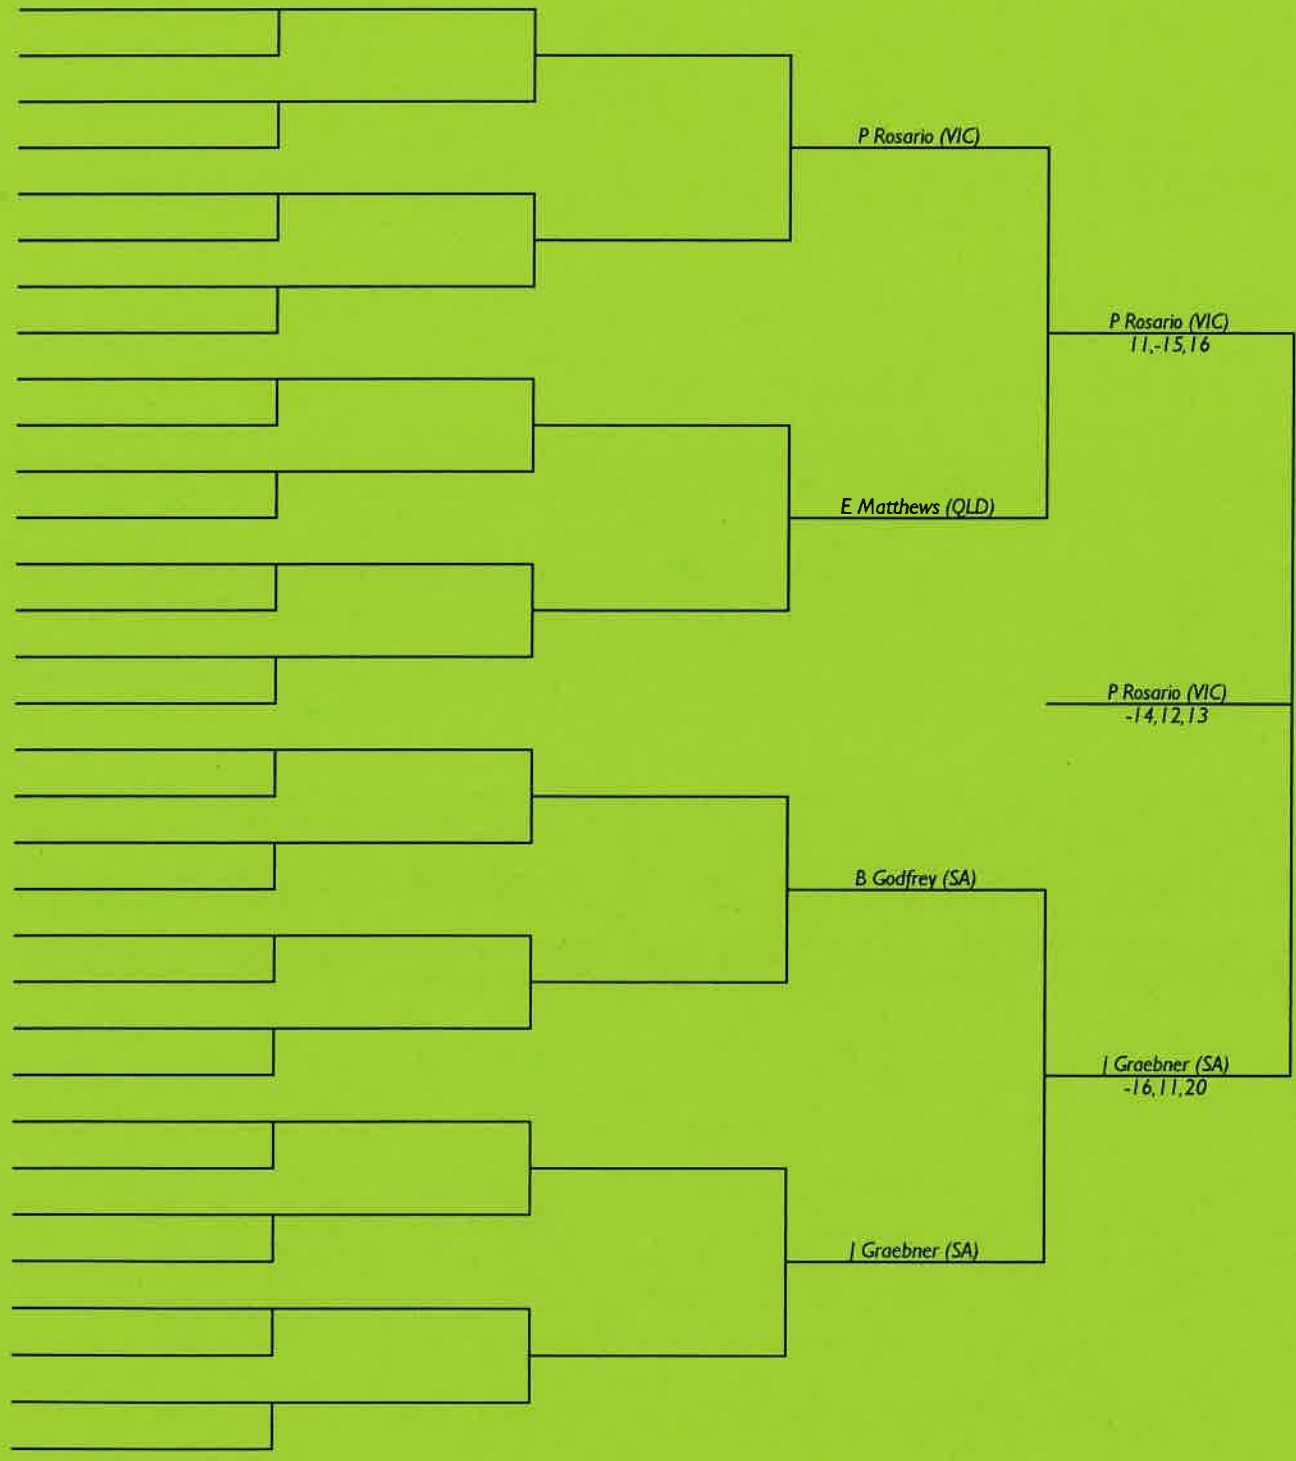 P Rosario (VIC)
P Rosario (VIC)
11,-15,16
E Matthews (QLD)
P Rosario (VIC)
-14,12,13
B Godfrey (SA)
J Graebner (SA)
-16,11,20
J Graebner (SA)